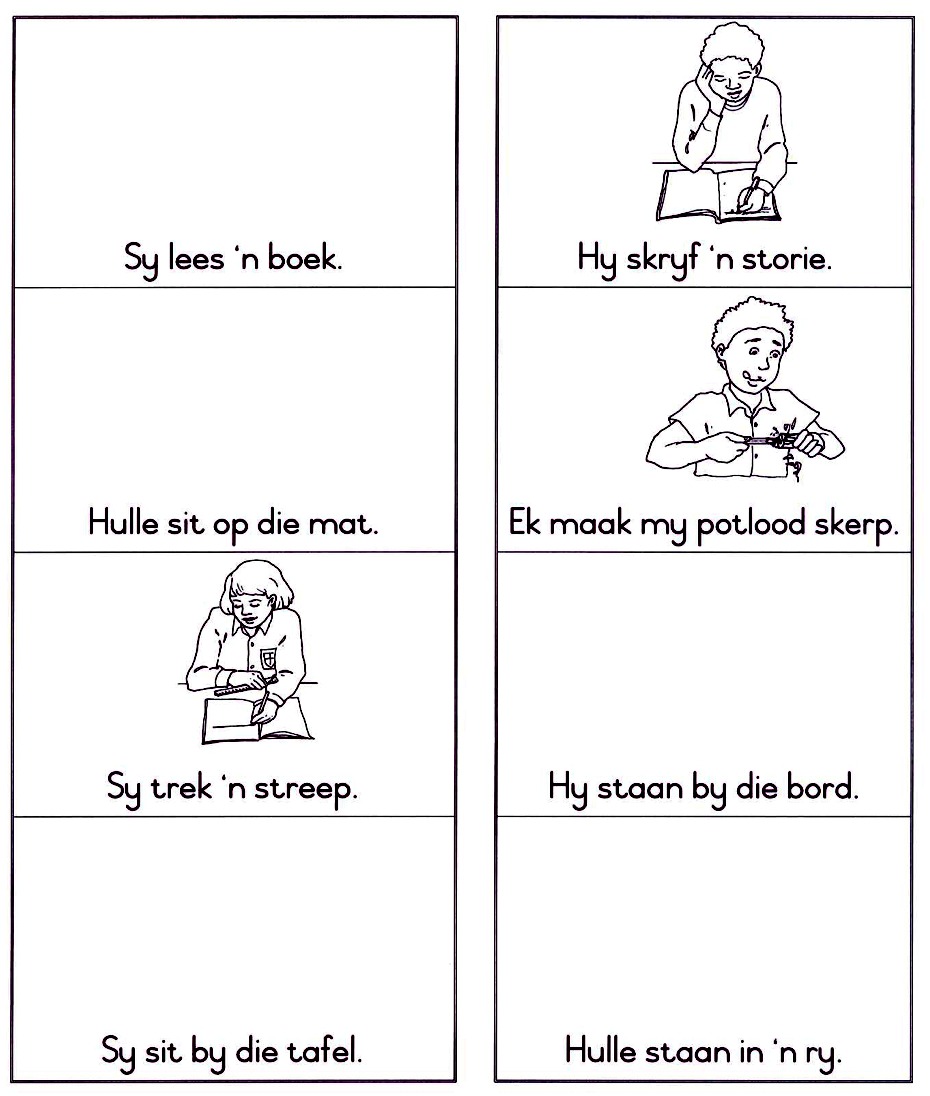 Sy lees 'n boek.
Hulle sit op die mat.
Sy trek 'n streep.
Sy sit by die tafel.
Hy skryf 'n storie.
Ek maak my potlood skerp.
Hy staan by die bord.
Hulle staan in 'n ry.